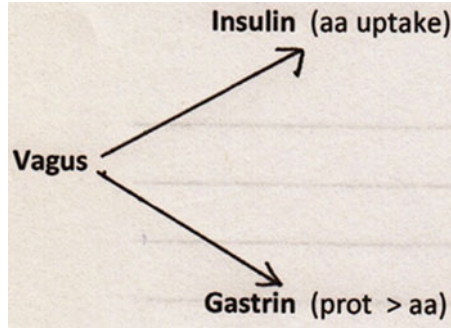 Insulin (aa uptake)
Vagus
Gastrin (prot > aa)